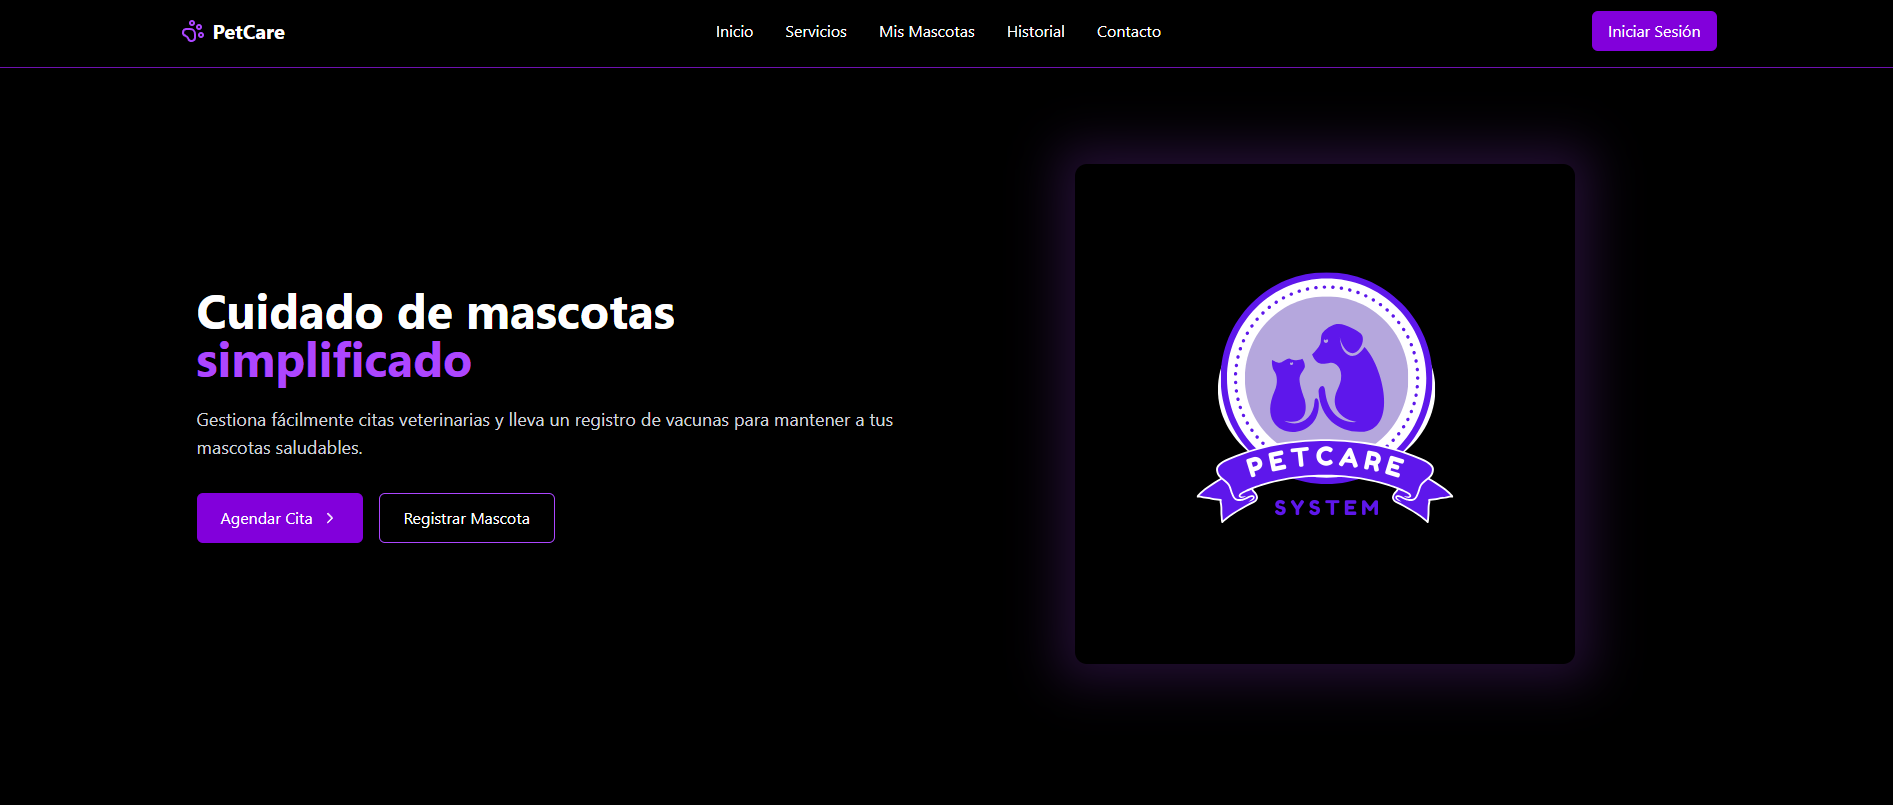 PetCare
Inicio
Servicios
Mis Mascotas
Historial
Contacto
Iniciar Sesión
Cuidado de mascotas
simplificado
Gestiona fácilmente citas veterinarias y lleva un registro de vacunas para mantener a tus
mascotas saludables.
Agendar Cita
Registrar Mascota
PETCARE
SYSTEM